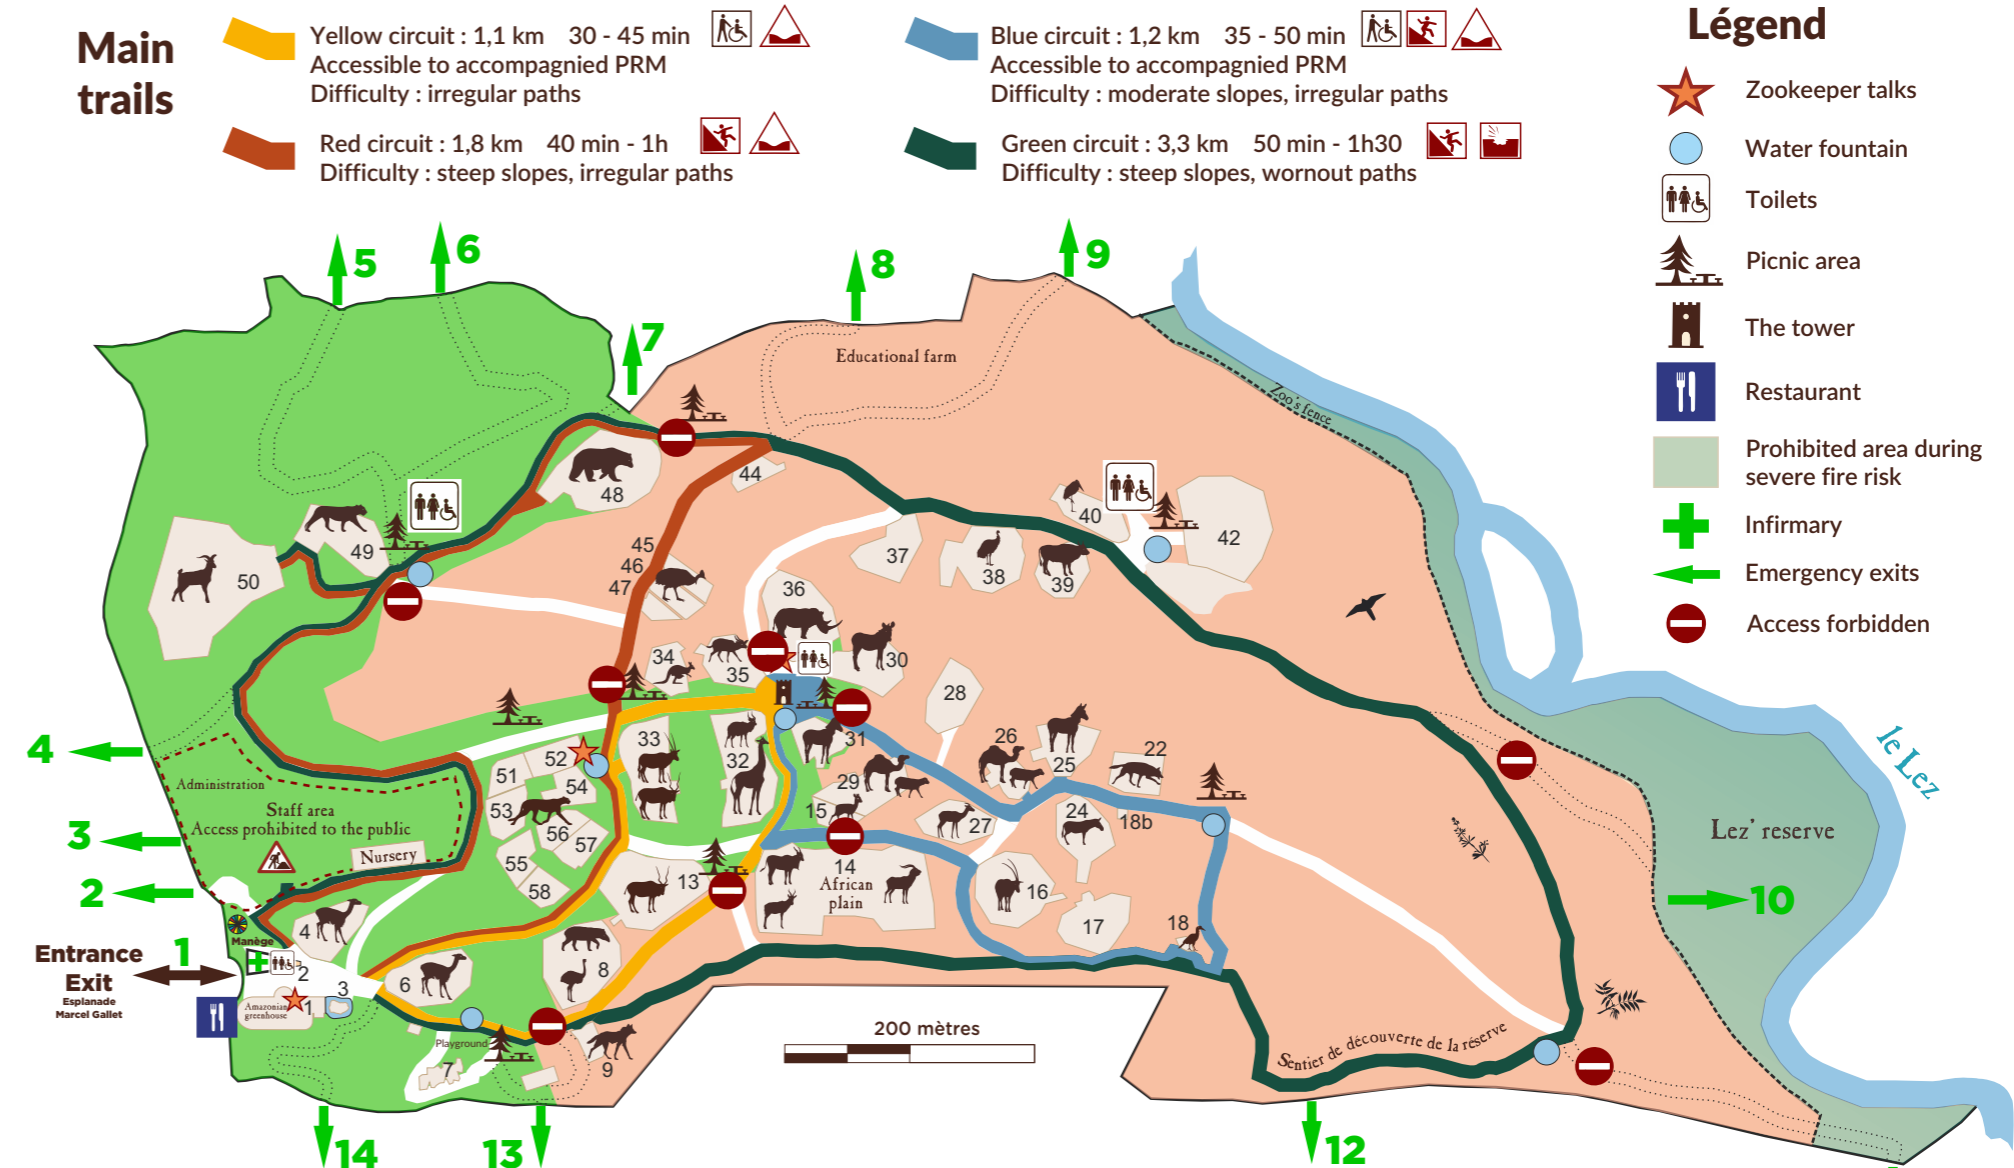 Main
trails
Yellow circuit : 1,1 km 30 - 45 min
Accessible to accompagnied PRM
Difficulty : irregular paths
Red circuit : 1,8 km 40 min - 1h
Difficulty : steep slopes, irregular paths
Blue circuit : 1,2 km 35 - 50 min
Accessible to accompagnied PRM
Difficulty : moderate slopes, irregular paths
Green circuit : 3,3 km 50 min - 1h30
Difficulty : steep slopes, wornout paths
Légend
Zookeeper talks
Water fountain
Toilets
Picnic area
The tower
Restaurant
Prohibited area during
severe fire risk
Infirmary
Emergency exits
Access forbidden
5
6
7
8
9
Educational farm
Zoo's fence
48
44
49
50
45
46
47
40
42
37
38
39
36
34
35
30
28
4
Administration
Staff area
Access prohibited to the public
Nursery
3
2
52
51
54
53
56
57
55
58
33
32
31
29
15
26
25
22
24
18b
27
13
14
African
plain
16
17
18
le Lez
Lez' reserve
10
Entrance
Exit
Esplanade
Marcel Gallet
1
Manège
4
2
3
1
Amazonian
greenhouse
6
8
Playground
7
9
200 mètres
Sentier de découverte de la réserve
14
13
12